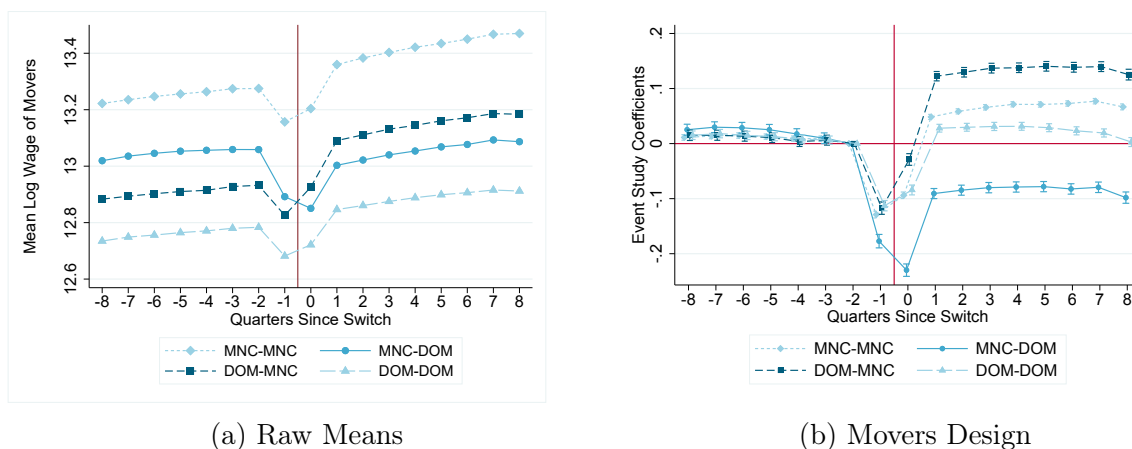 Mean Log Wage of Movers
13.4
13.2
13
12.8
12.6
-8 -7 -6 -5 -4 -3 -2 -1 0 1 2 3 4 5 6 7 8
Quarters Since Switch
MNC-MNC MNC-DOM
DOM-MNC DOM-DOM
(a) Raw Means
Event Study Coefficients
.2
.1
0
-.1
-.2
-8 -7 -6 -5 -4 -3 -2 -1 0 1 2 3 4 5 6 7 8
Quarters Since Switch
MNC-MNC MNC-DOM
DOM-MNC DOM-DOM
(b) Movers Design